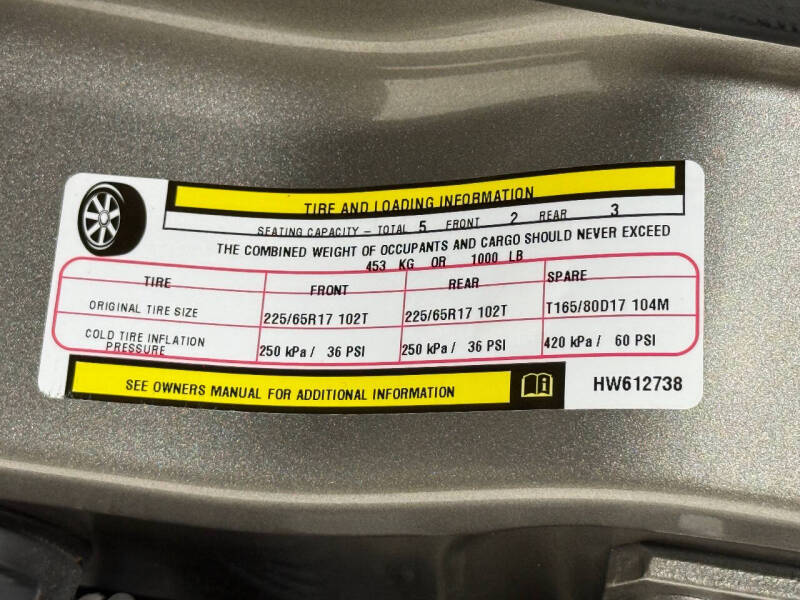 TIRE AND LOADING INFORMATION
SEATING CAPACITY - TOTAL 5 FRONT 2 REAR 3
THE COMBINED WEIGHT OF OCCUPANTS AND CARGO SHOULD NEVER EXCEED
453 KG OR 1000 LB
TIRE FRONT REAR SPARE
ORIGINAL TIRE SIZE 225/65R17 102T 225/65R17 102T T165/80D17 104M
COLD TIRE INFLATION
PRESSURE 250 kPa / 36 PSI 250 kPa / 36 PSI 420 kPa / 60 PSI
SEE OWNERS MANUAL FOR ADDITIONAL INFORMATION HW612738